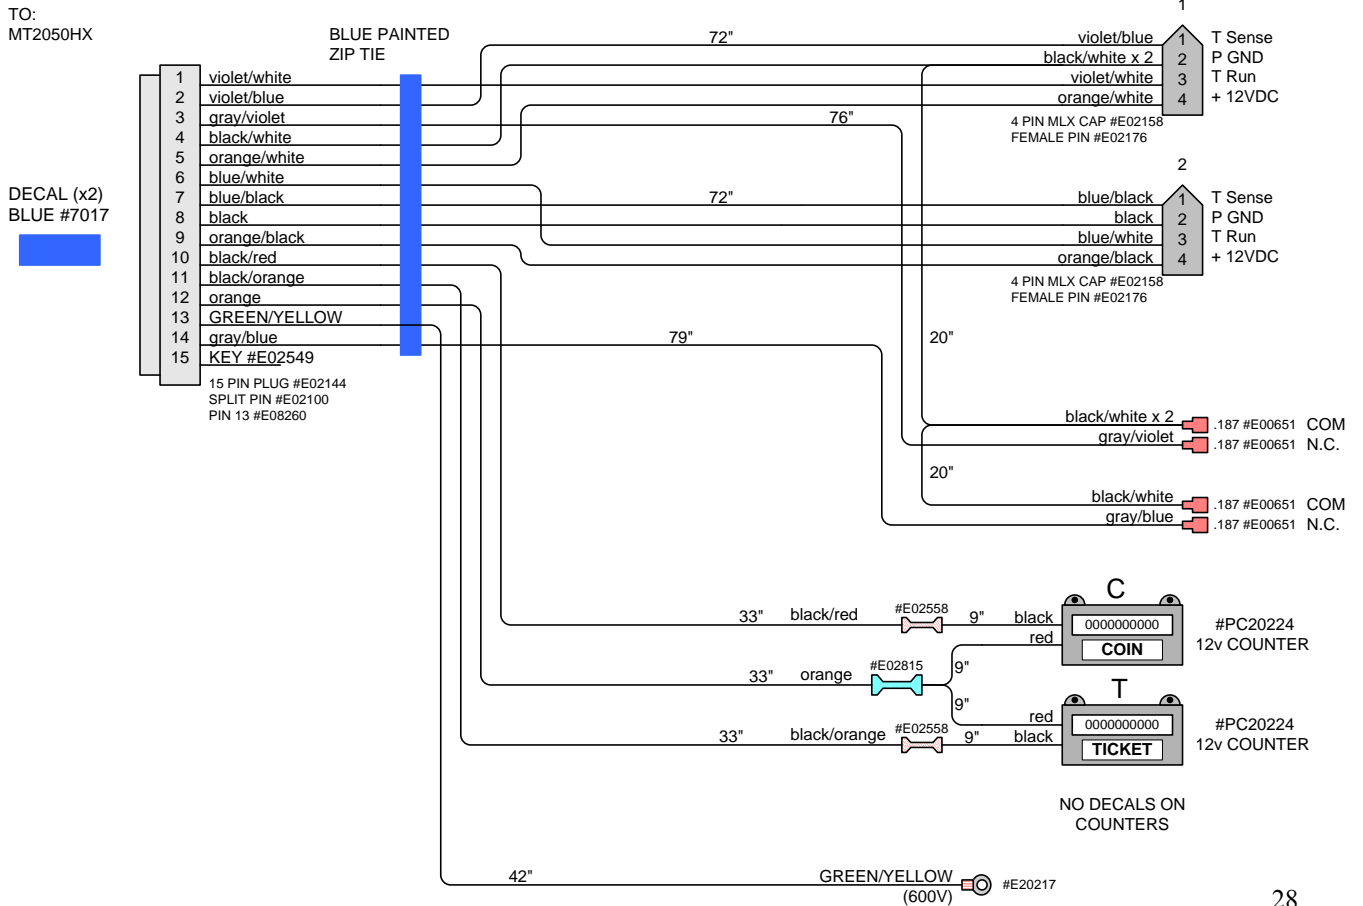 TO:
MT2050HX
BLUE PAINTED
ZIP TIE
DECAL (x2)
BLUE #7017
1 violet/white
2 violet/blue
3 gray/violet
4 black/white
5 orange/white
6 blue/white
7 blue/black
8 black
9 orange/black
10 black/red
11 black/orange
12 orange
13 GREEN/YELLOW
14 gray/blue
15 KEY #E02549
15 PIN PLUG #E02144
SPLIT PIN #E02100
PIN 13 #E08260
1
72" violet/blue 1 T Sense
black/white x 2 2 P GND
violet/white 3 T Run
orange/white 4 + 12VDC
76"
4 PIN MLX CAP #E02158
FEMALE PIN #E02176
2
72" blue/black 1 T Sense
black 2 P GND
blue/white 3 T Run
orange/black 4 + 12VDC
4 PIN MLX CAP #E02158
FEMALE PIN #E02176
79" 20"
black/white x 2 .187 #E00651 COM
gray/violet .187 #E00651 N.C.
20"
black/white .187 #E00651 COM
gray/blue .187 #E00651 N.C.
C
33" black/red #E02558 9" black 0000000000 #PC20224
red COIN 12v COUNTER
33" orange #E02815 9"
T
9"
red 0000000000 #PC20224
33" black/orange #E02558 9" black TICKET 12v COUNTER
NO DECALS ON
COUNTERS
42" GREEN/YELLOW #E20217
(600V)
28